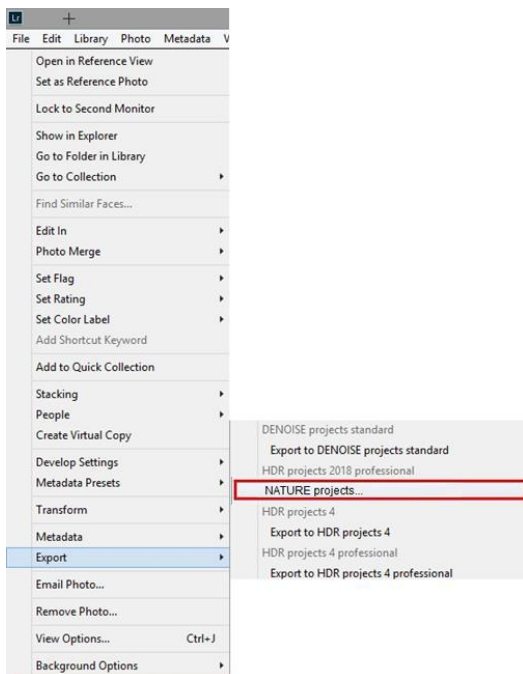 Lr
File Edit Library Photo Metadata V
Open in Reference View
Set as Reference Photo
Lock to Second Monitor
Show in Explorer
Go to Folder in Library
Go to Collection
Find Similar Faces...
Edit In
Photo Merge
Set Flag
Set Rating
Set Color Label
Add Shortcut Keyword
Add to Quick Collection
Stacking
People
Create Virtual Copy
Develop Settings
Metadata Presets
Transform
Metadata
Export
Email Photo...
Remove Photo...
View Options... Ctrl+J
Background Options
DENOISE projects standard
Export to DENOISE projects standard
HDR projects 2018 professional
NATURE projects...
HDR projects 4
Export to HDR projects 4
HDR projects 4 professional
Export to HDR projects 4 professional